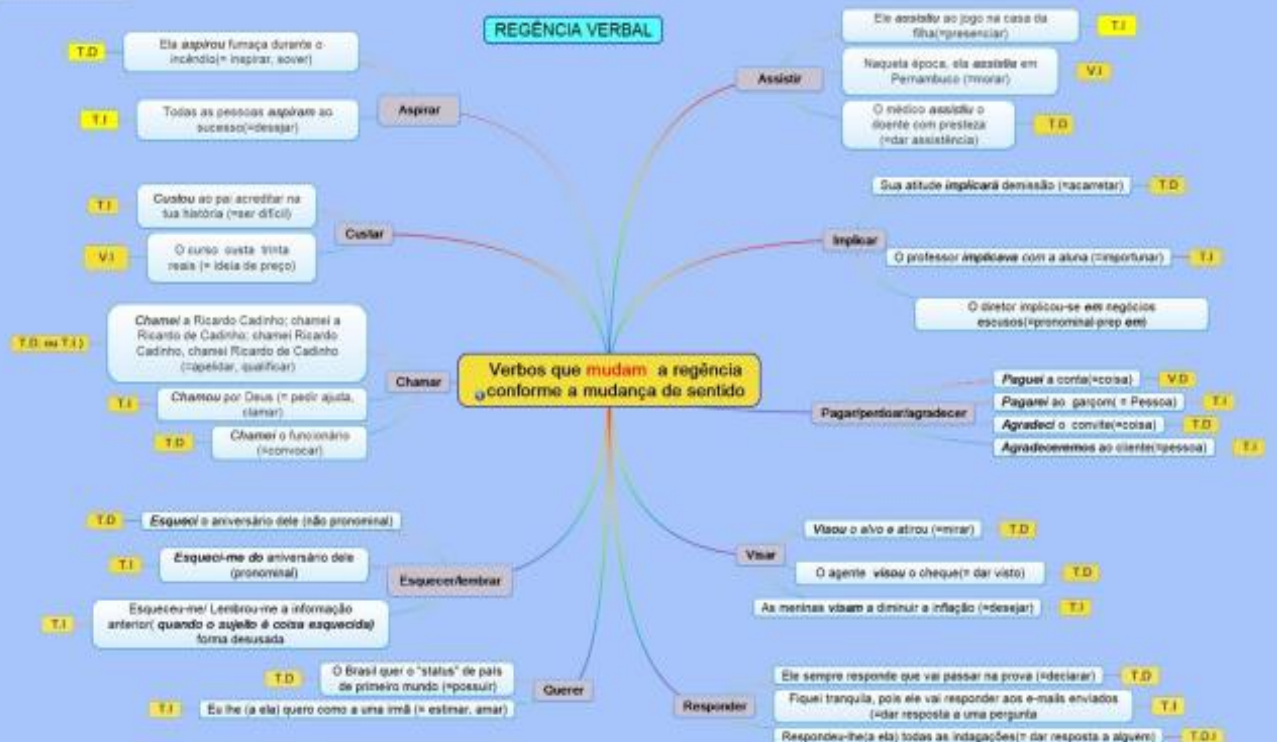 REGÊNCIA VERBAL
Verbos que mudam a regência
conforme a mudança de sentido
Aspirar
T.D
Ela aspirou fumaça durante o
incêndio(= inspirar, sover)
T.I
Todas as pessoas aspiram ao
sucesso(=desejar)
Custar
T.I
Custou ao pai acreditar na
tua história (=ser difícil)
V.I
O curso custa trinta
reais (= ideia de preço)
Chamar
T.D. ou T.I )
Chamei a Ricardo Cadinho; chamei a
Ricardo de Cadinho; chamei Ricardo
Cadinho, chamei Ricardo de Cadinho
(=apelidar, qualificar)
T.I
Chamou por Deus (= pedir ajuda,
clamar)
T.D
Chamei o funcionário
(=convocar)
Esquecer/lembrar
T.D
Esqueci o aniversário dele (não pronominal)
T.I
Esqueci-me do aniversário dele
(pronominal)
T.I
Esqueceu-me/ Lembrou-me a informação
anterior( quando o sujeito é coisa esquecida)
forma desusada
Querer
T.D
O Brasil quer o "status" de país
de primeiro mundo (=possuir)
T.I
Eu lhe (a ela) quero como a uma irmã (= estimar, amar)
Assistir
Ele assistiu ao jogo na casa da
filha(=presenciar)
T.I
Naquela época, ela assistia em
Pernambuco (=morar)
V.I
O médico assistiu o
doente com presteza
(=dar assistência)
T.D
Implicar
Sua atitude implicará demissão (=acarretar)
T.D
O professor implicava com a aluna (=importunar)
T.I
O diretor implicou-se em negócios
escusos(=pronominal-prep em)
Pagar/perdoar/agradecer
Paguei a conta(=coisa)
V.D
Pagarei ao garçom( = Pessoa)
T.I
Agradeci o convite(=coisa)
T.D
Agradeceremos ao cliente(=pessoa)
T.I
Visar
Visou o alvo e atirou (=mirar)
T.D
O agente visou o cheque(= dar visto)
T.D
As meninas visam a diminuir a inflação (=desejar)
T.I
Responder
Ele sempre responde que vai passar na prova (=declarar)
T.D
Fiquei tranquila, pois ele vai responder aos e-mails enviados
(=dar resposta a uma pergunta
T.I
Respondeu-lhe(a ela) todas as indagações(= dar resposta a alguém)
T.D.I